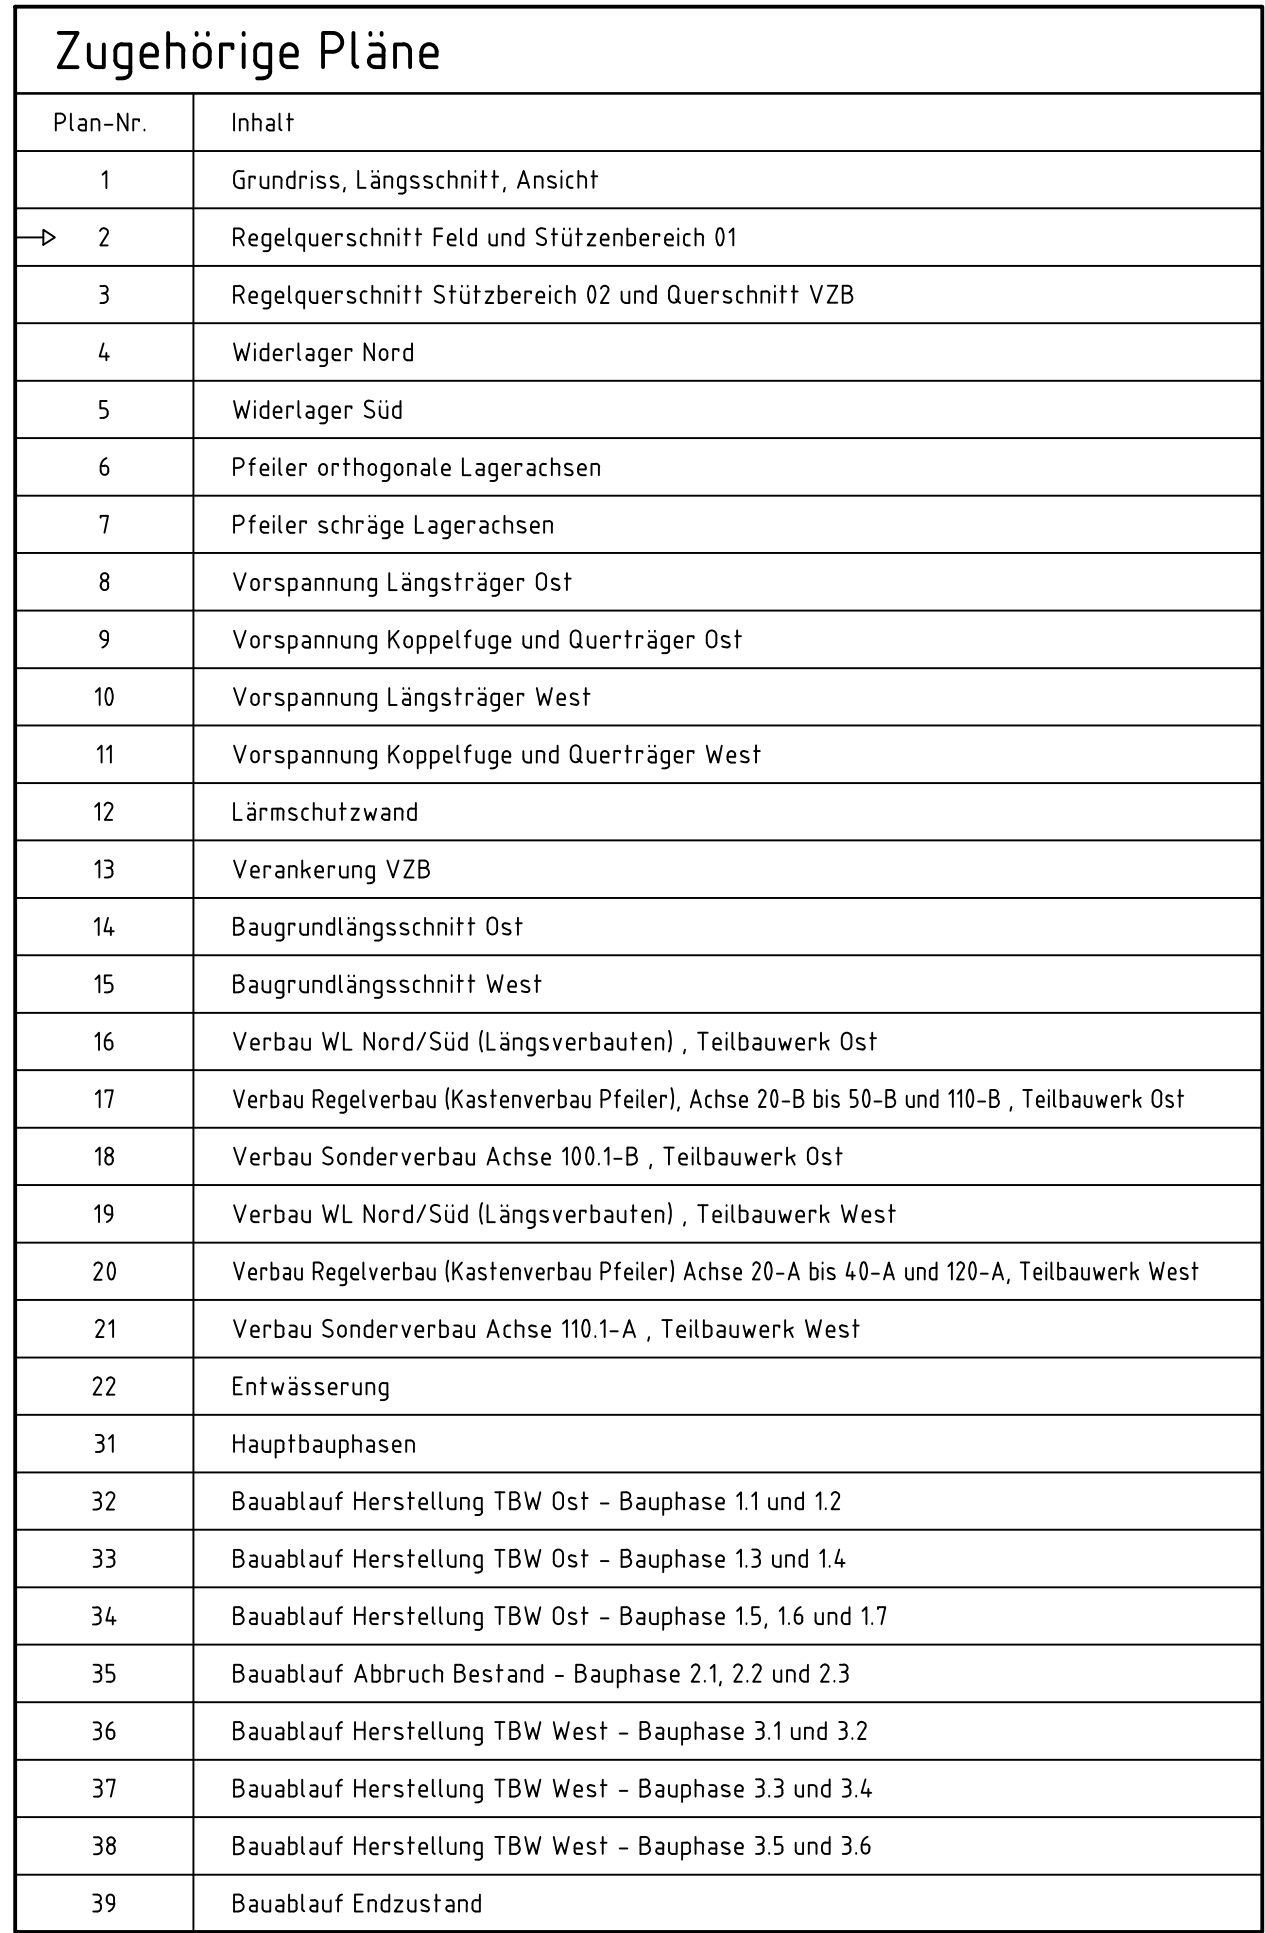 Zugehörige Pläne
Plan-Nr. Inhalt
1 Grundriss, Längsschnitt, Ansicht
2 Regelquerschnitt Feld und Stützenbereich 01
3 Regelquerschnitt Stützbereich 02 und Querschnitt VZB
4 Widerlager Nord
5 Widerlager Süd
6 Pfeiler orthogonale Lagerachsen
7 Pfeiler schräge Lagerachsen
8 Vorspannung Längsträger Ost
9 Vorspannung Koppelfuge und Querträger Ost
10 Vorspannung Längsträger West
11 Vorspannung Koppelfuge und Querträger West
12 Lärmschutzwand
13 Verankerung VZB
14 Baugrundlängsschnitt Ost
15 Baugrundlängsschnitt West
16 Verbau WL Nord/Süd (Längsverbauten) , Teilbauwerk Ost
17 Verbau Regelverbau (Kastenverbau Pfeiler), Achse 20-B bis 50-B und 110-B , Teilbauwerk Ost
18 Verbau Sonderverbau Achse 100.1-B , Teilbauwerk Ost
19 Verbau WL Nord/Süd (Längsverbauten) , Teilbauwerk West
20 Verbau Regelverbau (Kastenverbau Pfeiler) Achse 20-A bis 40-A und 120-A, Teilbauwerk West
21 Verbau Sonderverbau Achse 110.1-A , Teilbauwerk West
22 Entwässerung
31 Hauptbauphasen
32 Bauablauf Herstellung TBW Ost - Bauphase 1.1 und 1.2
33 Bauablauf Herstellung TBW Ost - Bauphase 1.3 und 1.4
34 Bauablauf Herstellung TBW Ost - Bauphase 1.5, 1.6 und 1.7
35 Bauablauf Abbruch Bestand - Bauphase 2.1, 2.2 und 2.3
36 Bauablauf Herstellung TBW West - Bauphase 3.1 und 3.2
37 Bauablauf Herstellung TBW West - Bauphase 3.3 und 3.4
38 Bauablauf Herstellung TBW West - Bauphase 3.5 und 3.6
39 Bauablauf Endzustand